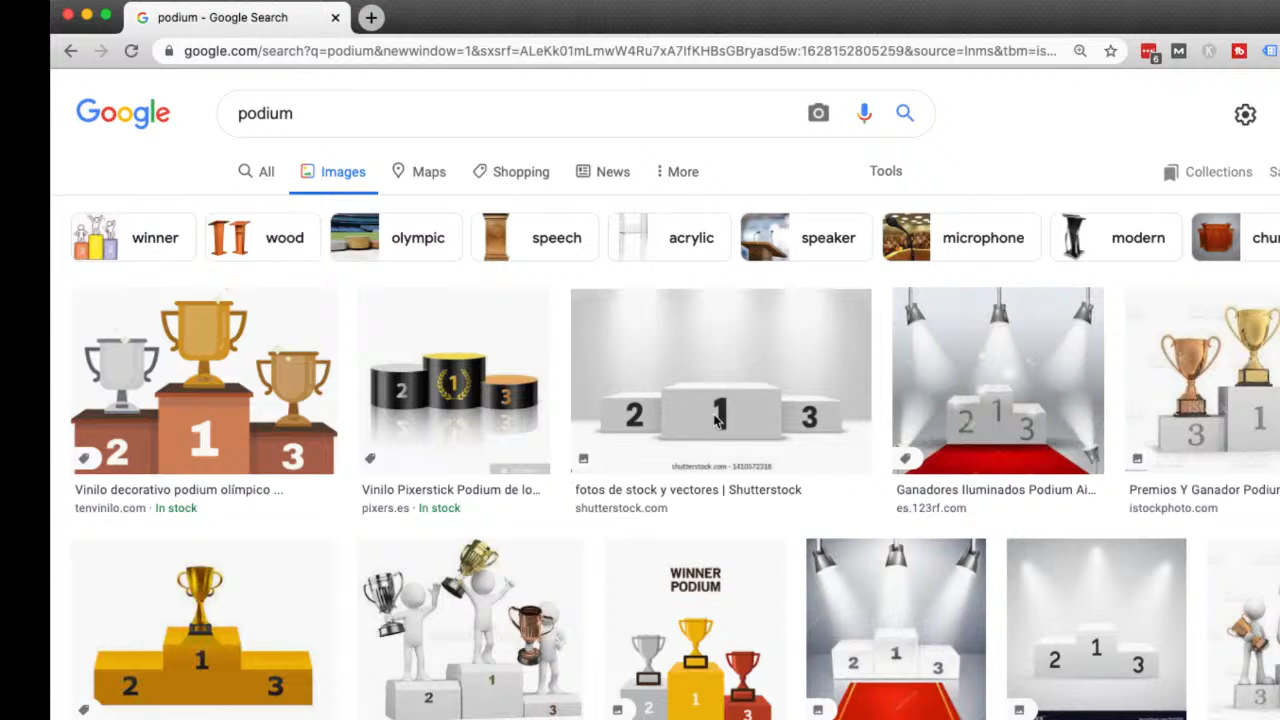 podium - Google Search
google.com/search?q=podium&newwindow=1&sxsrf=ALeKk01mLmwW4Ru7xA7IfKHBsGBryasd5w:1628152805259&source=lnms&tbm=is...
6
M
K
Google
podium
All
Images
Maps
Shopping
News
More
Tools
Collections
winner
wood
olympic
speech
acrylic
speaker
microphone
modern
2
1
3
2
1
3
2
1
3
shutterstock.com · 1410572318
2
1
3
3
1
Vinilo decorativo podium olímpico ...
tenvinilo.com · In stock
Vinilo Pixerstick Podium de lo...
pixers.es · In stock
fotos de stock y vectores | Shutterstock
shutterstock.com
Ganadores Iluminados Podium Ai...
es.123rf.com
Premios Y Ganador Podiu
istockphoto.com
2
1
3
2
1
3
WINNER
PODIUM
2
1
3
2
1
3
2
1
3
3